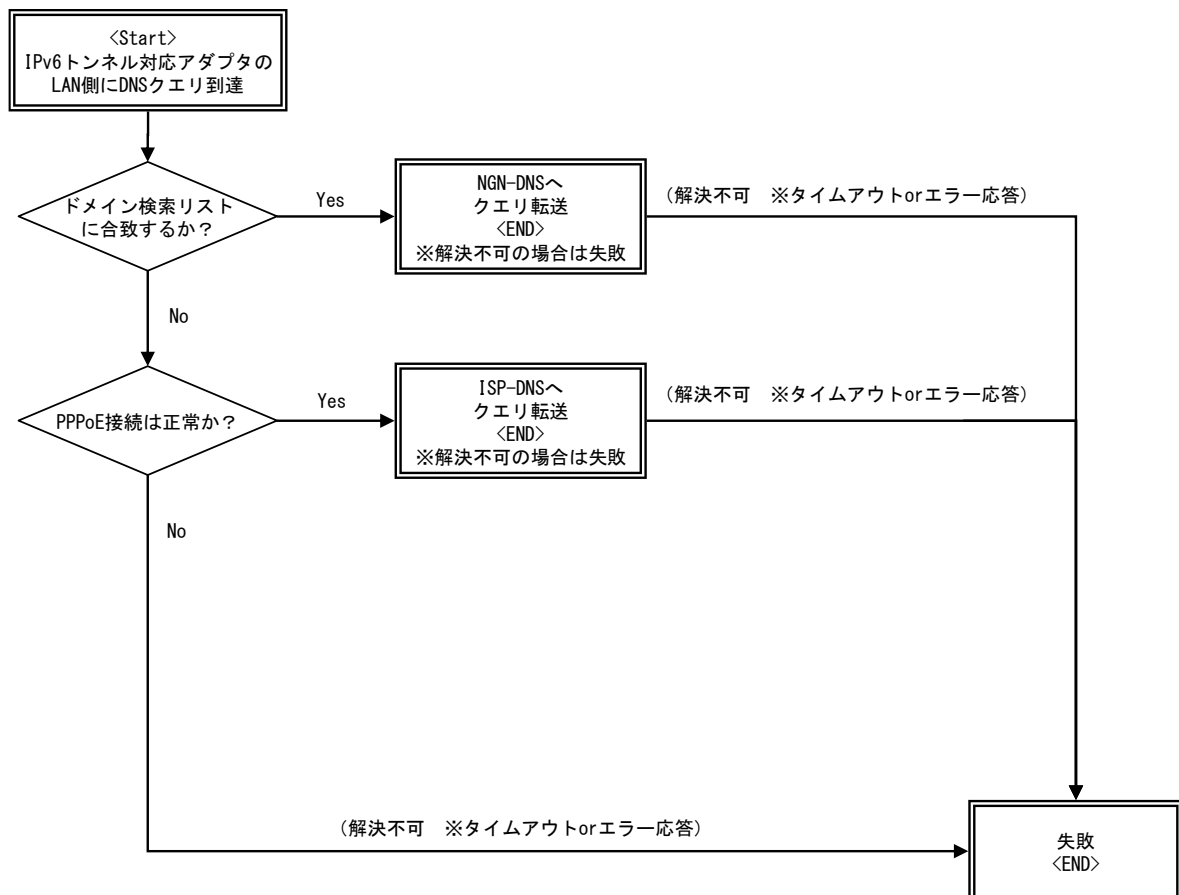 <Start>
IPv6トンネル対応アダプタの
LAN側にDNSクエリ到達
ドメイン検索リスト
に合致するか？
Yes
NGN-DNSへ
クエリ転送
<END>
※解決不可の場合は失敗
(解決不可　※タイムアウトorエラー応答)
No
PPPoE接続は正常か？
Yes
ISP-DNSへ
クエリ転送
<END>
※解決不可の場合は失敗
(解決不可　※タイムアウトorエラー応答)
No
(解決不可　※タイムアウトorエラー応答)
失敗
<END>